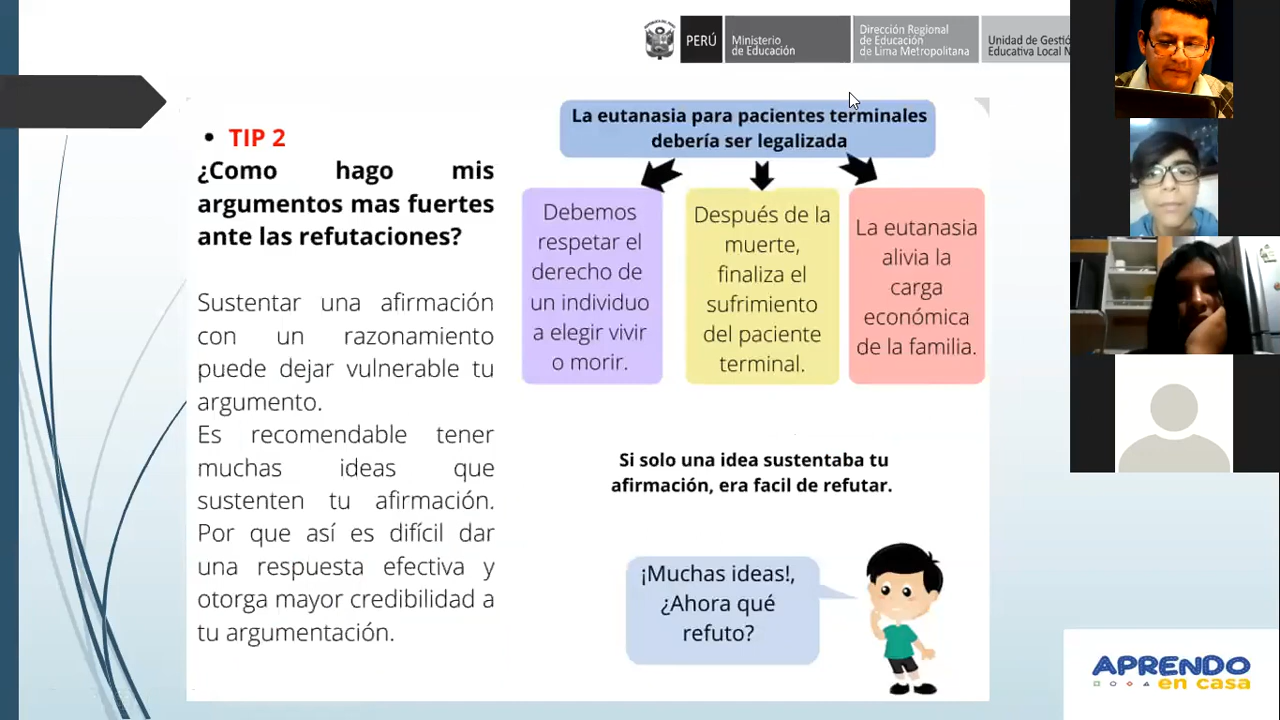 PERÚ
Ministerio
de Educación
Dirección Regional
de Educación
de Lima Metropolitana
Unidad de Gestió
Educativa Local N
• TIP 2
¿Como hago mis
argumentos mas fuertes
ante las refutaciones?
Sustentar una afirmación
con un razonamiento
puede dejar vulnerable tu
argumento.
Es recomendable tener
muchas ideas que
sustenten tu afirmación.
Por que así es difícil dar
una respuesta efectiva y
otorga mayor credibilidad a
tu argumentación.
La eutanasia para pacientes terminales
debería ser legalizada
Debemos
respetar el
derecho de
un individuo
a elegir vivir
o morir.
Después de la
muerte,
finaliza el
sufrimiento
del paciente
terminal.
La eutanasia
alivia la
carga
económica
de la familia.
Si solo una idea sustentaba tu
afirmación, era facil de refutar.
¡Muchas ideas!,
¿Ahora qué
refuto?
APRENDO
en casa